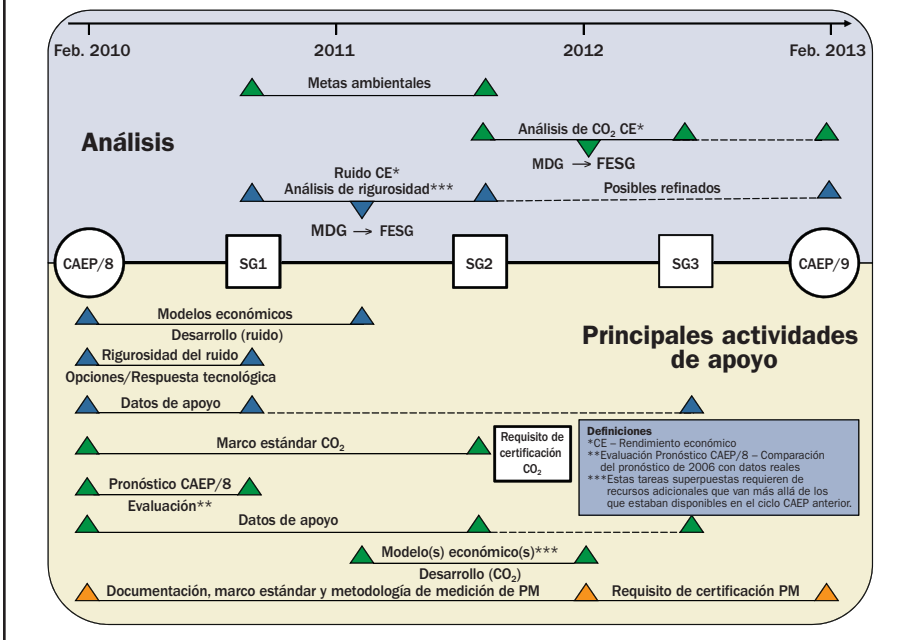 Feb. 2010
2011
2012
Feb. 2013
Metas ambientales
Análisis
Análisis de CO₂ CE*
MDG → FESG
Ruido CE*
Análisis de rigurosidad***
Posibles refinados
MDG → FESG
CAEP/8
SG1
SG2
SG3
CAEP/9
Modelos económicos
Desarrollo (ruido)
Principales actividades
de apoyo
Rigurosidad del ruido
Opciones/Respuesta tecnológica
Datos de apoyo
Marco estándar CO₂
Requisito de
certificación
CO₂
Definiciones
*CE – Rendimiento económico
**Evaluación Pronóstico CAEP/8 – Comparación
del pronóstico de 2006 con datos reales
***Estas tareas superpuestas requieren de
recursos adicionales que van más allá de los
que estaban disponibles en el ciclo CAEP anterior.
Pronóstico CAEP/8
Evaluación**
Datos de apoyo
Modelo(s) económico(s)***
Desarrollo (CO₂)
Documentación, marco estándar y metodología de medición de PM
Requisito de certificación PM